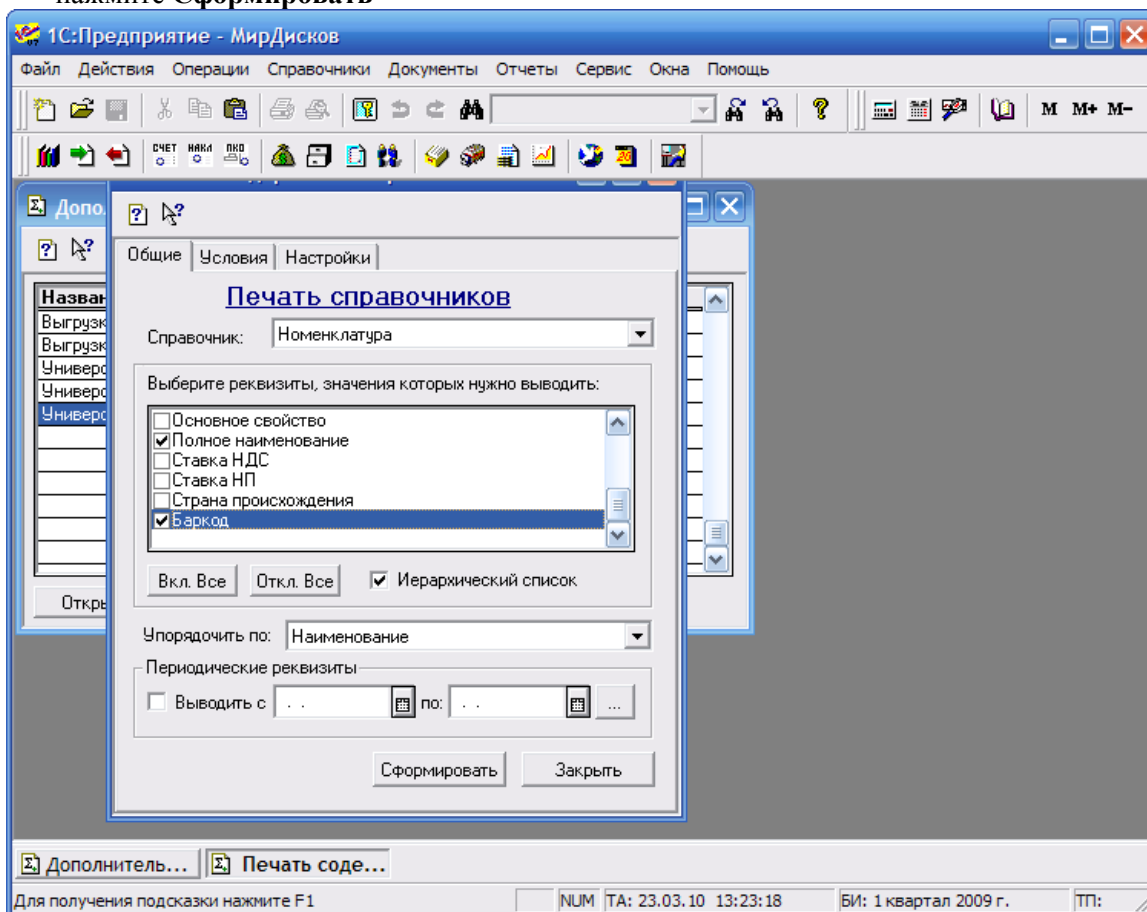 нажмите Сформировать
1С:Предприятие - МирДисков
Файл Действия Операции Справочники Документы Отчеты Сервис Окна Помощь
М М+ М-
СЧЕТ НАКЛ ПКО
Допо
Общие Условия Настройки
Печать справочников
Справочник: Номенклатура
Выберите реквизиты, значения которых нужно выводить:
Основное свойство
Полное наименование
Ставка НДС
Ставка НП
Страна происхождения
Баркод
Вкл. Все Откл. Все Иерархический список
Упорядочить по: Наименование
Периодические реквизиты
Выводить с . . по: . . ...
Сформировать Закрыть
Назван
Выгрузк
Выгрузк
Универс
Универс
Универс
Откры
Дополнитель... Печать соде...
Для получения подсказки нажмите F1 NUM TA: 23.03.10 13:23:18 БИ: 1 квартал 2009 г. ТП: